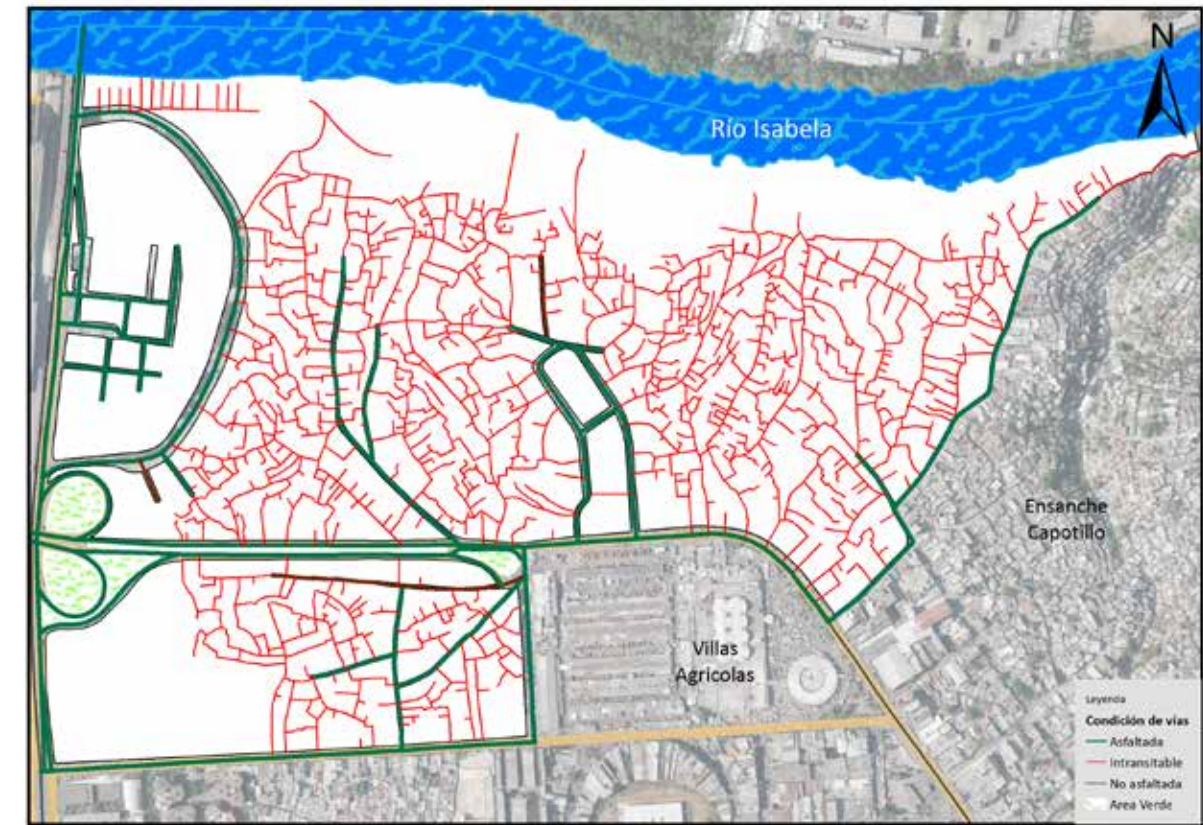 N
Río Isabela
Ensanche
Capotillo
Villas
Agricolas
Leyenda
Condición de vías
Asfaltada
Intransitable
No asfaltada
Area Verde